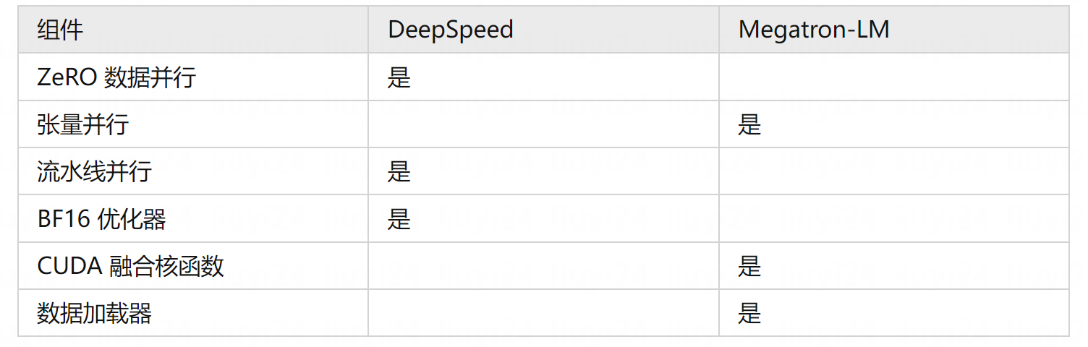 组件 DeepSpeed Megatron-LM
ZeRO 数据并行 是
张量并行 是
流水线并行 是
BF16 优化器 是
CUDA 融合核函数 是
数据加载器 是